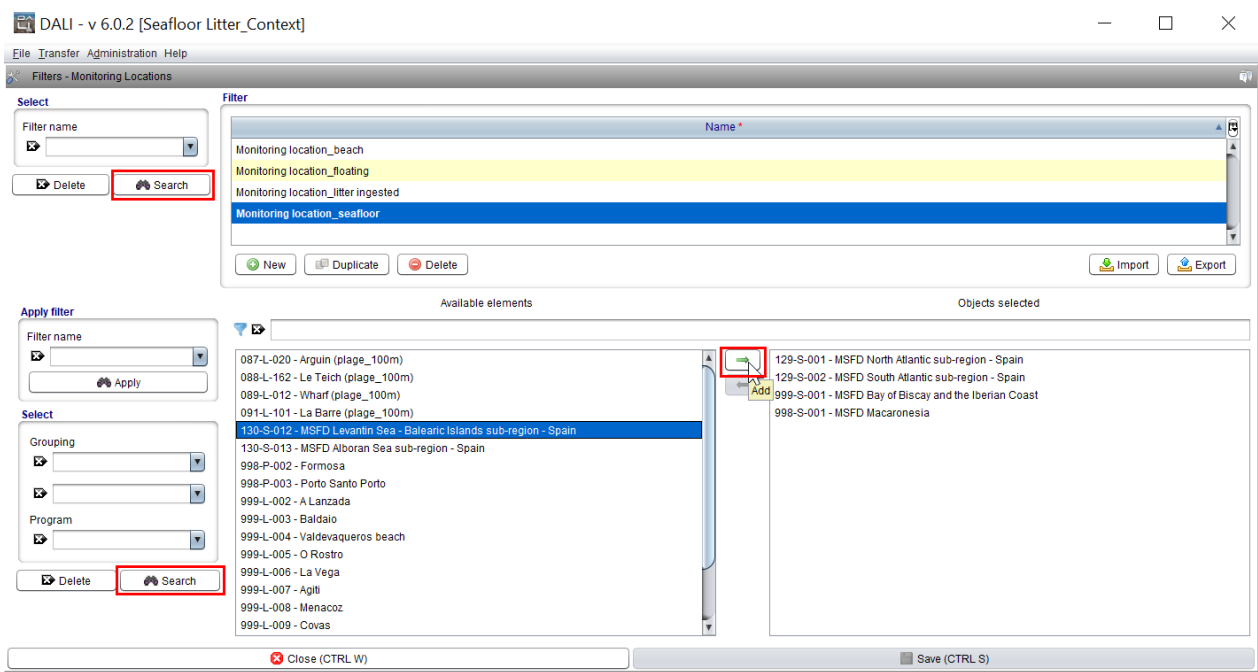 DALI - v 6.0.2 [Seafloor Litter_Context]
File Transfer Administration Help
Filters - Monitoring Locations
Select
Filter name
Delete
Search
Filter
Name *
Monitoring location_beach
Monitoring location_floating
Monitoring location_litter ingested
Monitoring location_seafloor
New
Duplicate
Delete
Import
Export
Apply filter
Filter name
Apply
Select
Grouping
Program
Delete
Search
Available elements
087-L-020 - Arguin (plage_100m)
088-L-162 - Le Teich (plage_100m)
089-L-012 - Wharf (plage_100m)
091-L-101 - La Barre (plage_100m)
130-S-012 - MSFD Levantin Sea - Balearic Islands sub-region - Spain
130-S-013 - MSFD Alboran Sea sub-region - Spain
998-P-002 - Formosa
998-P-003 - Porto Santo Porto
999-L-002 - A Lanzada
999-L-003 - Baldaio
999-L-004 - Valdevaqueros beach
999-L-005 - O Rostro
999-L-006 - La Vega
999-L-007 - Agiti
999-L-008 - Menacoz
999-L-009 - Covas
Add
Objects selected
129-S-001 - MSFD North Atlantic sub-region - Spain
129-S-002 - MSFD South Atlantic sub-region - Spain
999-S-001 - MSFD Bay of Biscay and the Iberian Coast
998-S-001 - MSFD Macaronesia
Close (CTRL W)
Save (CTRL S)